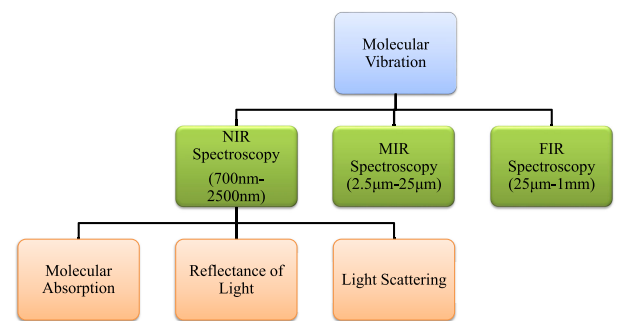 Molecular
Vibration
NIR
Spectroscopy
(700nm-
2500nm)
MIR
Spectroscopy
(2.5μm-25μm)
FIR
Spectroscopy
(25μm-1mm)
Molecular
Absorption
Reflectance of
Light
Light Scattering